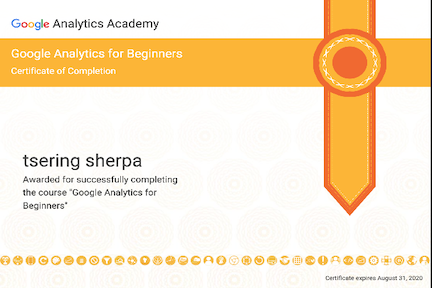 Google Analytics Academy
Google Analytics for Beginners
Certificate of Completion
tsering sherpa
Awarded for successfully completing
the course "Google Analytics for
Beginners"
Certificate expires August 31, 2020